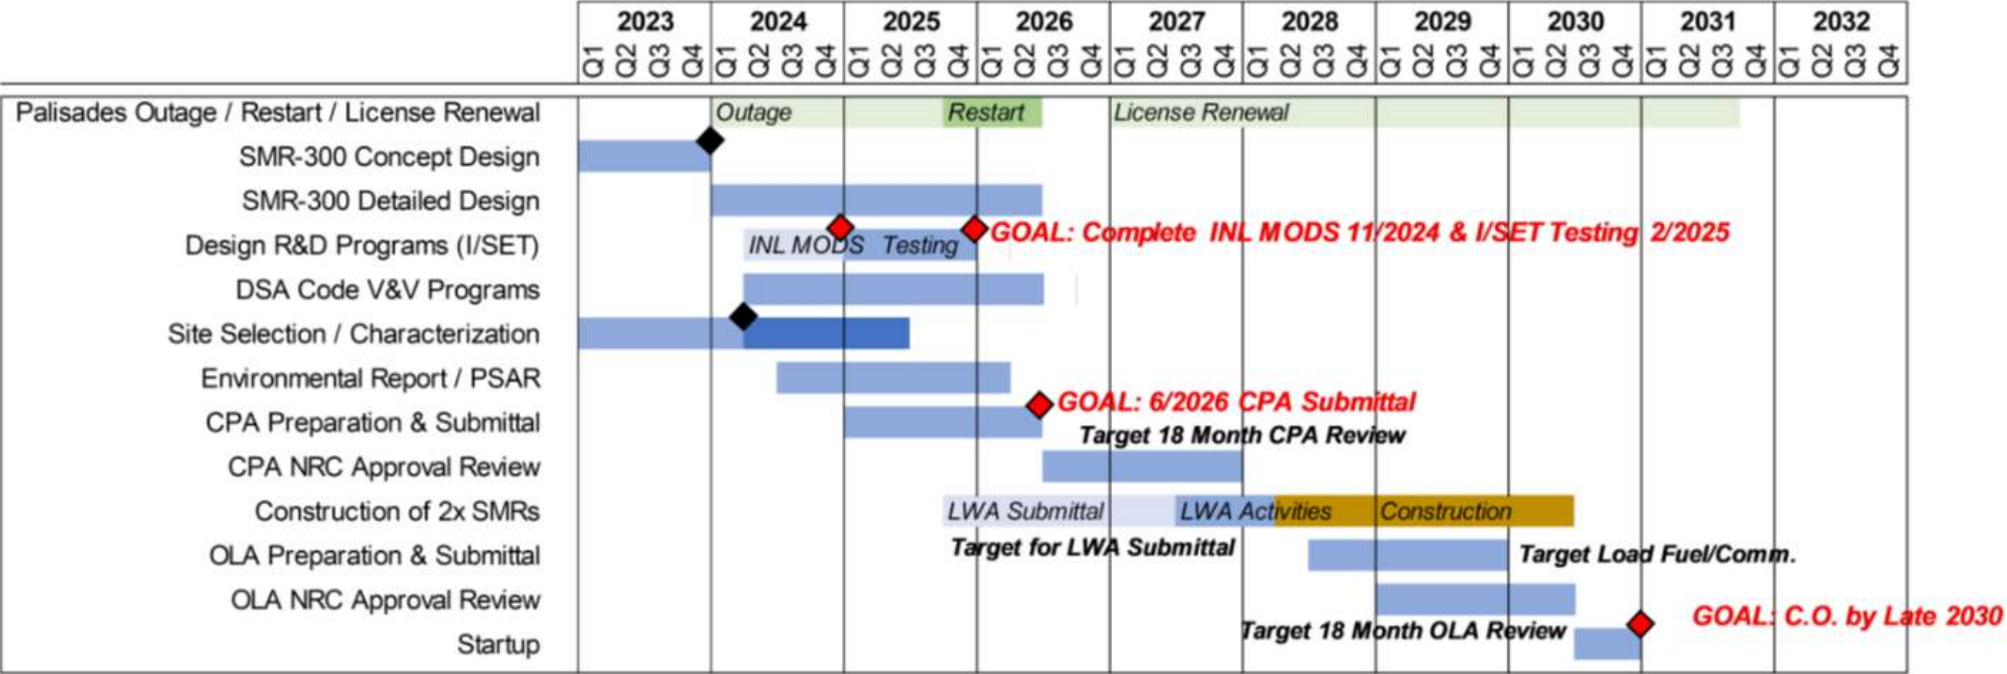 2023 2024 2025 2026 2027 2028 2029 2030 2031 2032
Q1 Q2 Q3 Q4 Q1 Q2 Q3 Q4 Q1 Q2 Q3 Q4 Q1 Q2 Q3 Q4 Q1 Q2 Q3 Q4 Q1 Q2 Q3 Q4 Q1 Q2 Q3 Q4 Q1 Q2 Q3 Q4 Q1 Q2 Q3 Q4 Q1 Q2 Q3 Q4
Palisades Outage / Restart / License Renewal Outage Restart License Renewal
SMR-300 Concept Design
SMR-300 Detailed Design
GOAL: Complete INL MODS 11/2024 & I/SET Testing 2/2025
Design R&D Programs (I/SET) INL MODS Testing
DSA Code V&V Programs
Site Selection / Characterization
Environmental Report / PSAR
GOAL: 6/2026 CPA Submittal
CPA Preparation & Submittal
Target 18 Month CPA Review
CPA NRC Approval Review
Construction of 2x SMRs LWA Submittal LWA Activities Construction
Target for LWA Submittal
OLA Preparation & Submittal Target Load Fuel/Comm.
OLA NRC Approval Review
GOAL: C.O. by Late 2030
Target 18 Month OLA Review
Startup